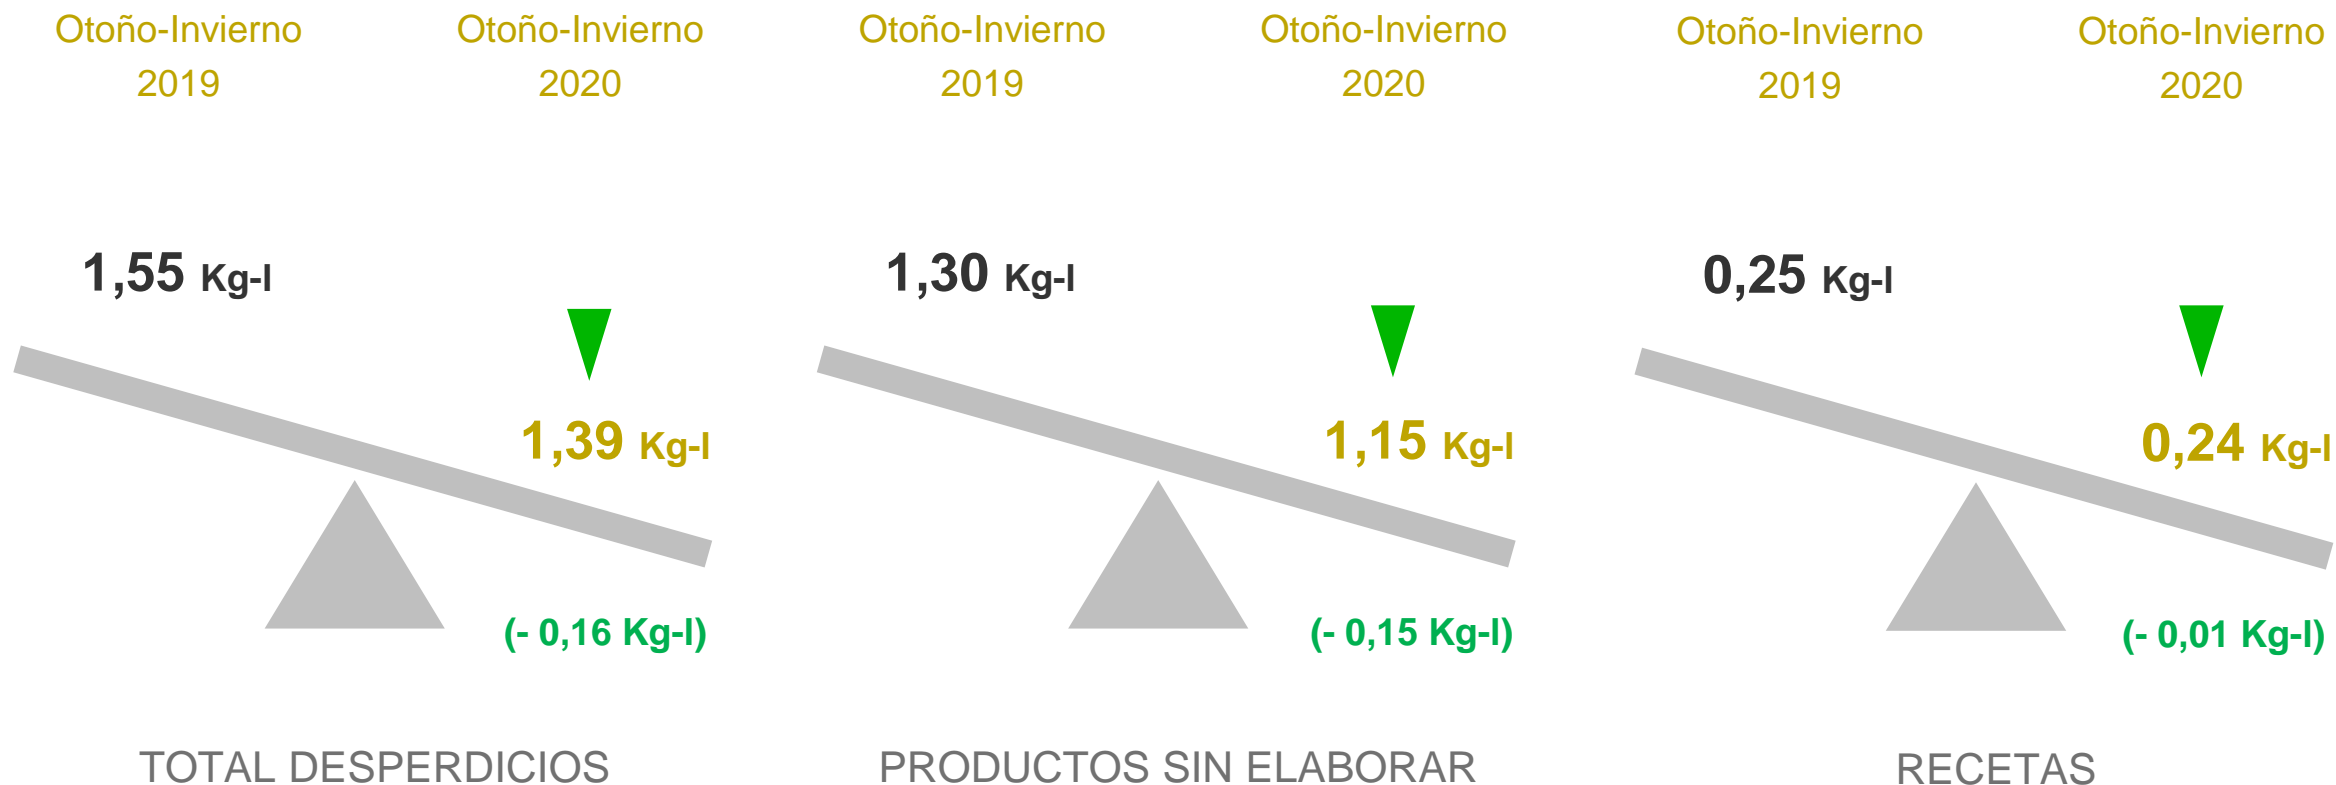 Otoño-Invierno
2019
Otoño-Invierno
2020
1,55 Kg-l
1,39 Kg-l
(- 0,16 Kg-l)
TOTAL DESPERDICIOS
Otoño-Invierno
2019
Otoño-Invierno
2020
1,30 Kg-l
1,15 Kg-l
(- 0,15 Kg-l)
PRODUCTOS SIN ELABORAR
Otoño-Invierno
2019
Otoño-Invierno
2020
0,25 Kg-l
0,24 Kg-l
(- 0,01 Kg-l)
RECETAS